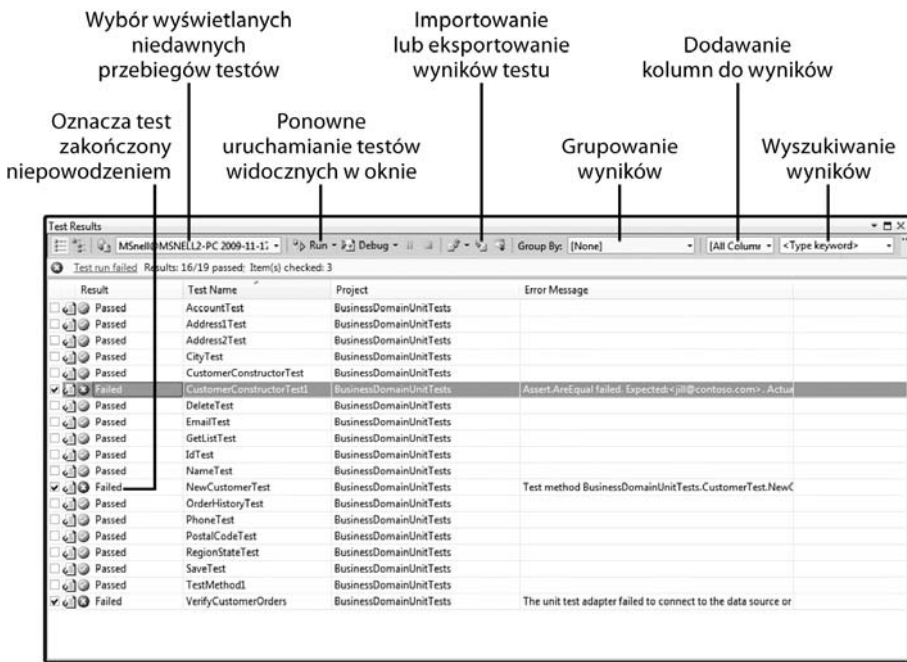 Wybór wyświetlanych
niedawnych
przebiegów testów
Importowanie
lub eksportowanie
wyników testu
Dodawanie
kolumn do wyników
Oznacza test
zakończony
niepowodzeniem
Ponowne
uruchamianie testów
widocznych w oknie
Grupowanie
wyników
Wyszukiwanie
wyników
Test Results
MSnell@MSNELL2-PC 2009-11-17 Run Debug Group By: [None] [All Column <Type keyword>
Test run failed Results: 16/19 passed; Item(s) checked: 3
Result Test Name Project Error Message
Passed AccountTest BusinessDomainUnitTests
Passed Address1Test BusinessDomainUnitTests
Passed Address2Test BusinessDomainUnitTests
Passed CityTest BusinessDomainUnitTests
Passed CustomerConstructorTest BusinessDomainUnitTests
Failed CustomerConstructorTest1 BusinessDomainUnitTests Assert.AreEqual failed. Expected:<jill@contoso.com>. Actua
Passed DeleteTest BusinessDomainUnitTests
Passed EmailTest BusinessDomainUnitTests
Passed GetListTest BusinessDomainUnitTests
Passed IdTest BusinessDomainUnitTests
Passed NameTest BusinessDomainUnitTests
Failed NewCustomerTest BusinessDomainUnitTests Test method BusinessDomainUnitTests.CustomerTest.NewC
Passed OrderHistoryTest BusinessDomainUnitTests
Passed PhoneTest BusinessDomainUnitTests
Passed PostalCodeTest BusinessDomainUnitTests
Passed RegionStateTest BusinessDomainUnitTests
Passed SaveTest BusinessDomainUnitTests
Passed TestMethod1 BusinessDomainUnitTests
Failed VerifyCustomerOrders BusinessDomainUnitTests The unit test adapter failed to connect to the data source or